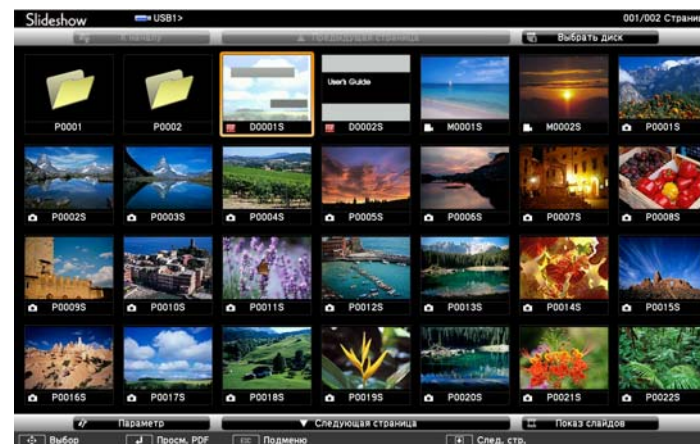 Slideshow USB1> 001/002 Страни
К началу ▲ Предыдущая страница Выбрать диск
User's Guide
P0001 P0002 D0001S D0002S M0001S M0002S P0001S
P0002S P0003S P0004S P0005S P0006S P0007S P0008S
P0009S P0010S P0011S P0012S P0013S P0014S P0015S
P0016S P0017S P0018S P0019S P0020S P0021S P0022S
Параметр ▼ Следующая страница Показ слайдов
Выбор Просм. PDF ESC Подменю След. стр.